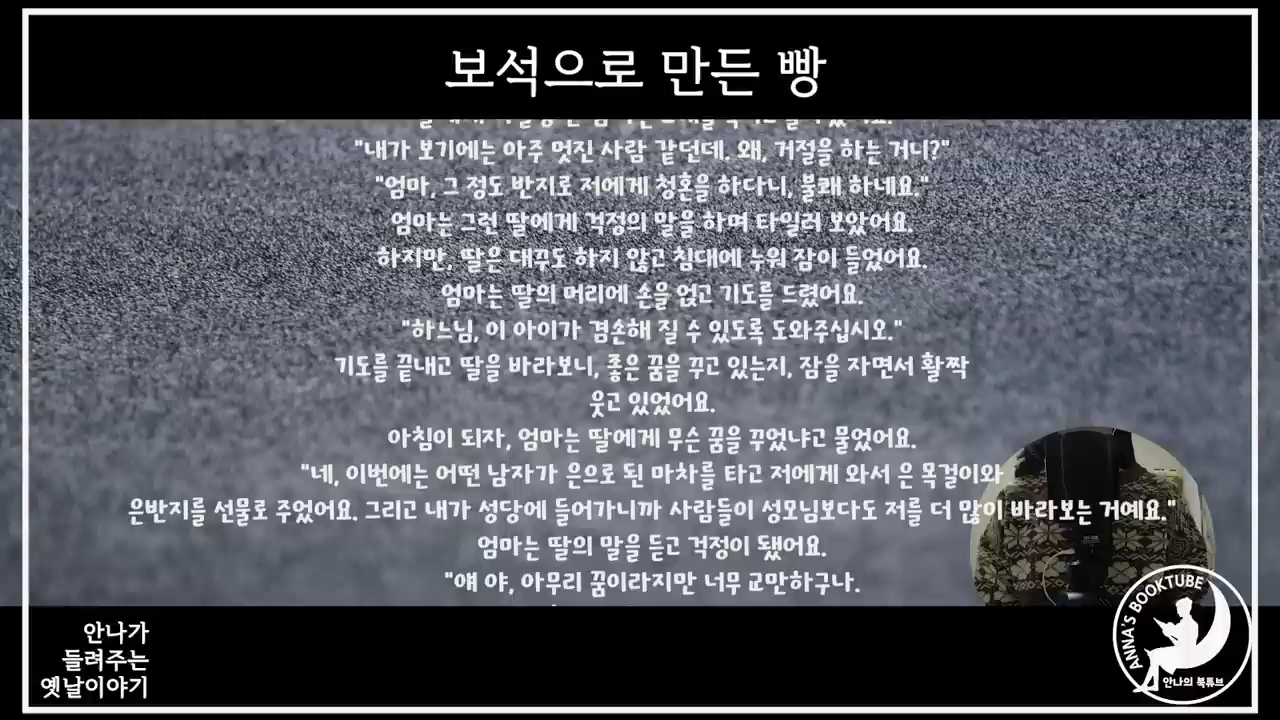 보석으로 만든 빵
"내가 보기에는 아주 멋진 사람 같던데. 왜, 거절을 하는 거니?"
"엄마, 그 정도 반지로 저에게 청혼을 하다니, 불쾌 하네요."
엄마는 그런 딸에게 걱정의 말을 하며 타일러 보았어요.
하지만, 딸은 대꾸도 하지 않고 침대에 누워 잠이 들었어요.
엄마는 딸의 머리에 손을 얹고 기도를 드렸어요.
"하느님, 이 아이가 겸손해 질 수 있도록 도와주십시오."
기도를 끝내고 딸을 바라보니, 좋은 꿈을 꾸고 있는지, 잠을 자면서 활짝
웃고 있었어요.
아침이 되자, 엄마는 딸에게 무슨 꿈을 꾸었냐고 물었어요.
"네, 이번에는 어떤 남자가 은으로 된 마차를 타고 저에게 와서 은 목걸이와
은반지를 선물로 주었어요. 그리고 내가 성당에 들어가니까 사람들이 성모님보다도 저를 더 많이 바라보는 거예요."
엄마는 딸의 말을 듣고 걱정이 됐어요.
"얘 야, 아무리 꿈이라지만 너무 교만하구나.
안나가
들려주는
옛날이야기
ANNA'S BOOKTUBE
안나의 북튜브